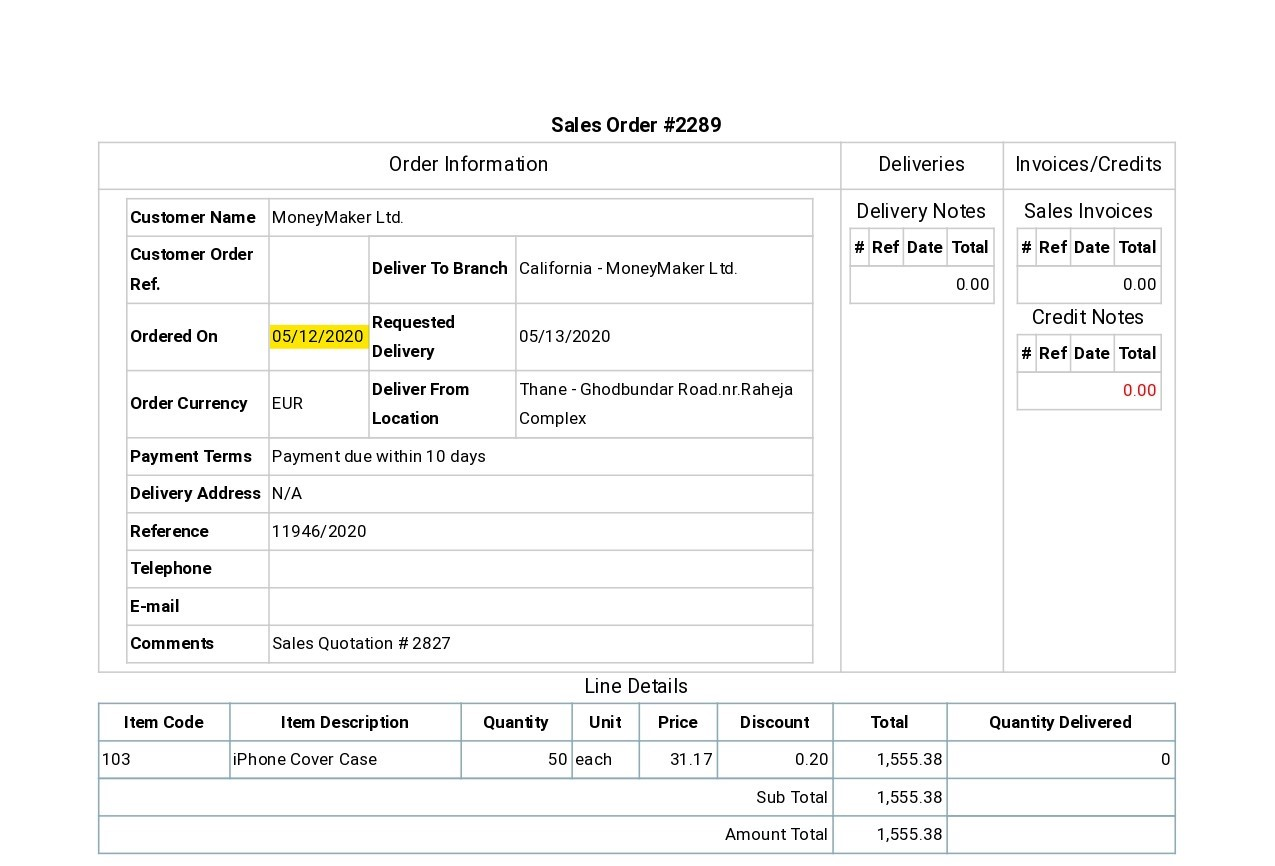 Sales Order #2289
Order Information Deliveries Invoices/Credits
Customer Name MoneyMaker Ltd.
Customer Order Ref. Deliver To Branch California - MoneyMaker Ltd.
Ordered On 05/12/2020 Requested Delivery 05/13/2020
Order Currency EUR Deliver From Location Thane - Ghodbundar Road.nr.Raheja Complex
Payment Terms Payment due within 10 days
Delivery Address N/A
Reference 11946/2020
Telephone
E-mail
Comments Sales Quotation # 2827
Delivery Notes
# Ref Date Total
0.00
Sales Invoices
# Ref Date Total
0.00
Credit Notes
# Ref Date Total
0.00
Line Details
Item Code Item Description Quantity Unit Price Discount Total Quantity Delivered
103 iPhone Cover Case 50 each 31.17 0.20 1,555.38 0
Sub Total 1,555.38
Amount Total 1,555.38